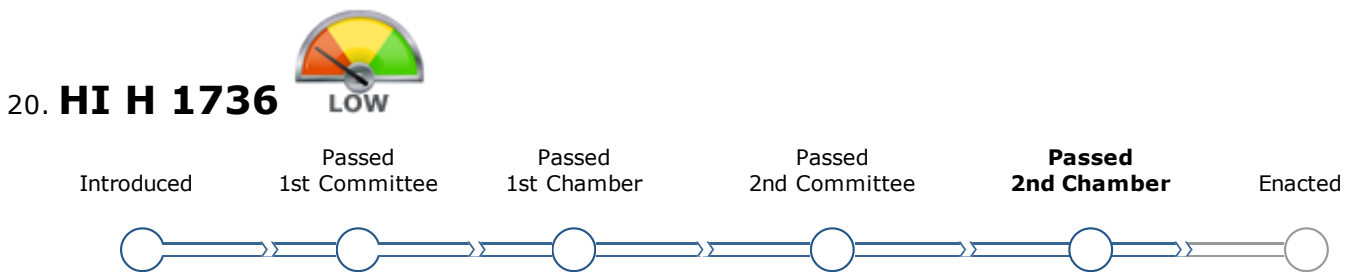 20. HI H 1736
LOW
Introduced
Passed
1st Committee
Passed
1st Chamber
Passed
2nd Committee
Passed
2nd Chamber
Enacted